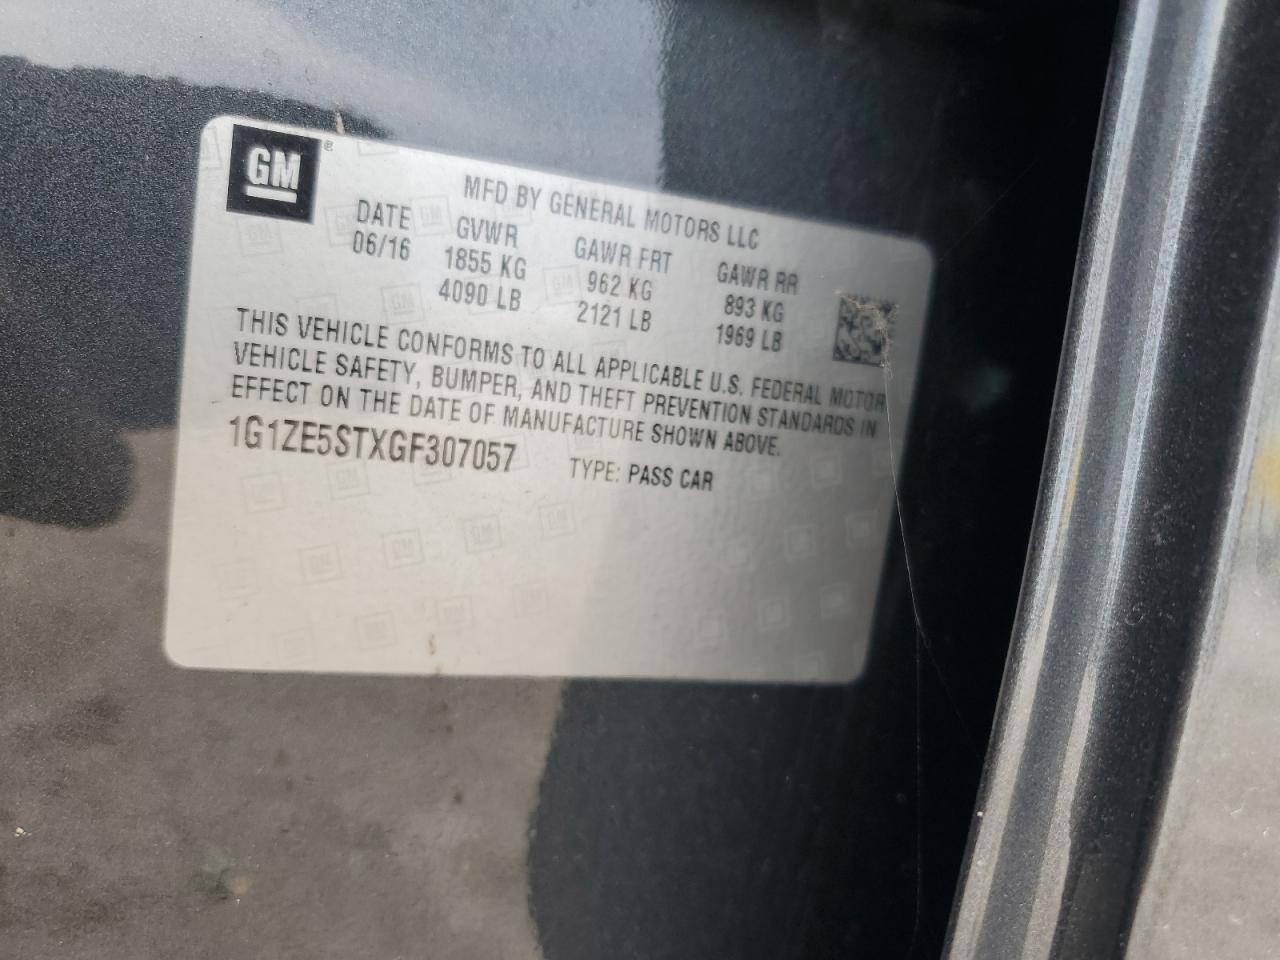 GM ®
MFD BY GENERAL MOTORS LLC
DATE GVWR GAWR FRT GAWR RR
06/16 1855 KG 962 KG 893 KG
4090 LB 2121 LB 1969 LB
THIS VEHICLE CONFORMS TO ALL APPLICABLE U.S. FEDERAL MOTOR
VEHICLE SAFETY, BUMPER, AND THEFT PREVENTION STANDARDS IN
EFFECT ON THE DATE OF MANUFACTURE SHOWN ABOVE.
1G1ZE5STXGF307057 TYPE: PASS CAR